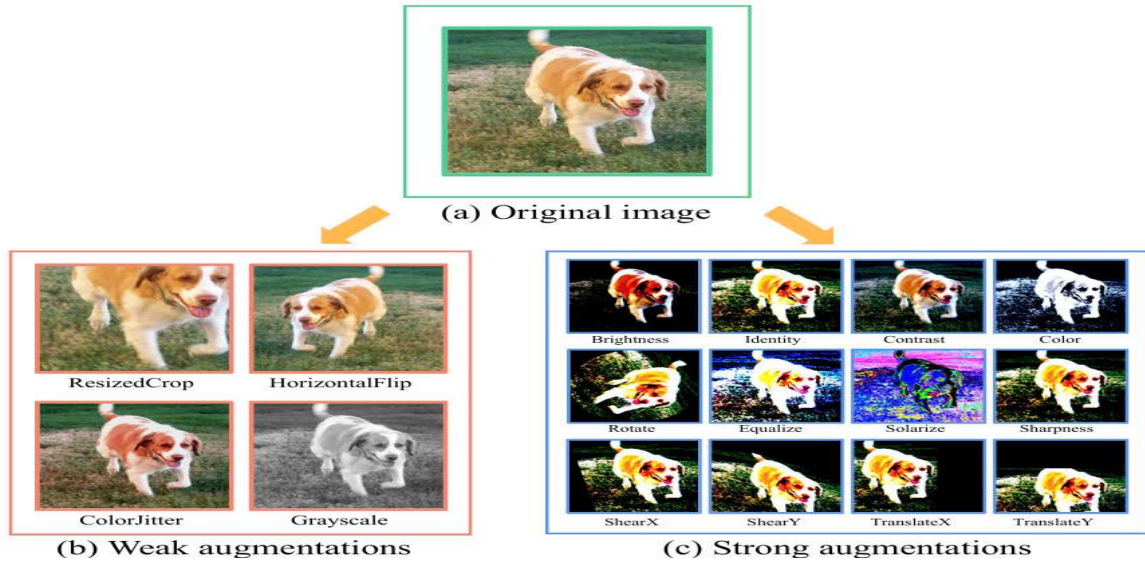 (a) Original image
ResizedCrop HorizontalFlip
ColorJitter Grayscale
(b) Weak augmentations
Brightness Identity Contrast Color
Rotate Equalize Solarize Sharpness
ShearX ShearY TranslateX TranslateY
(c) Strong augmentations